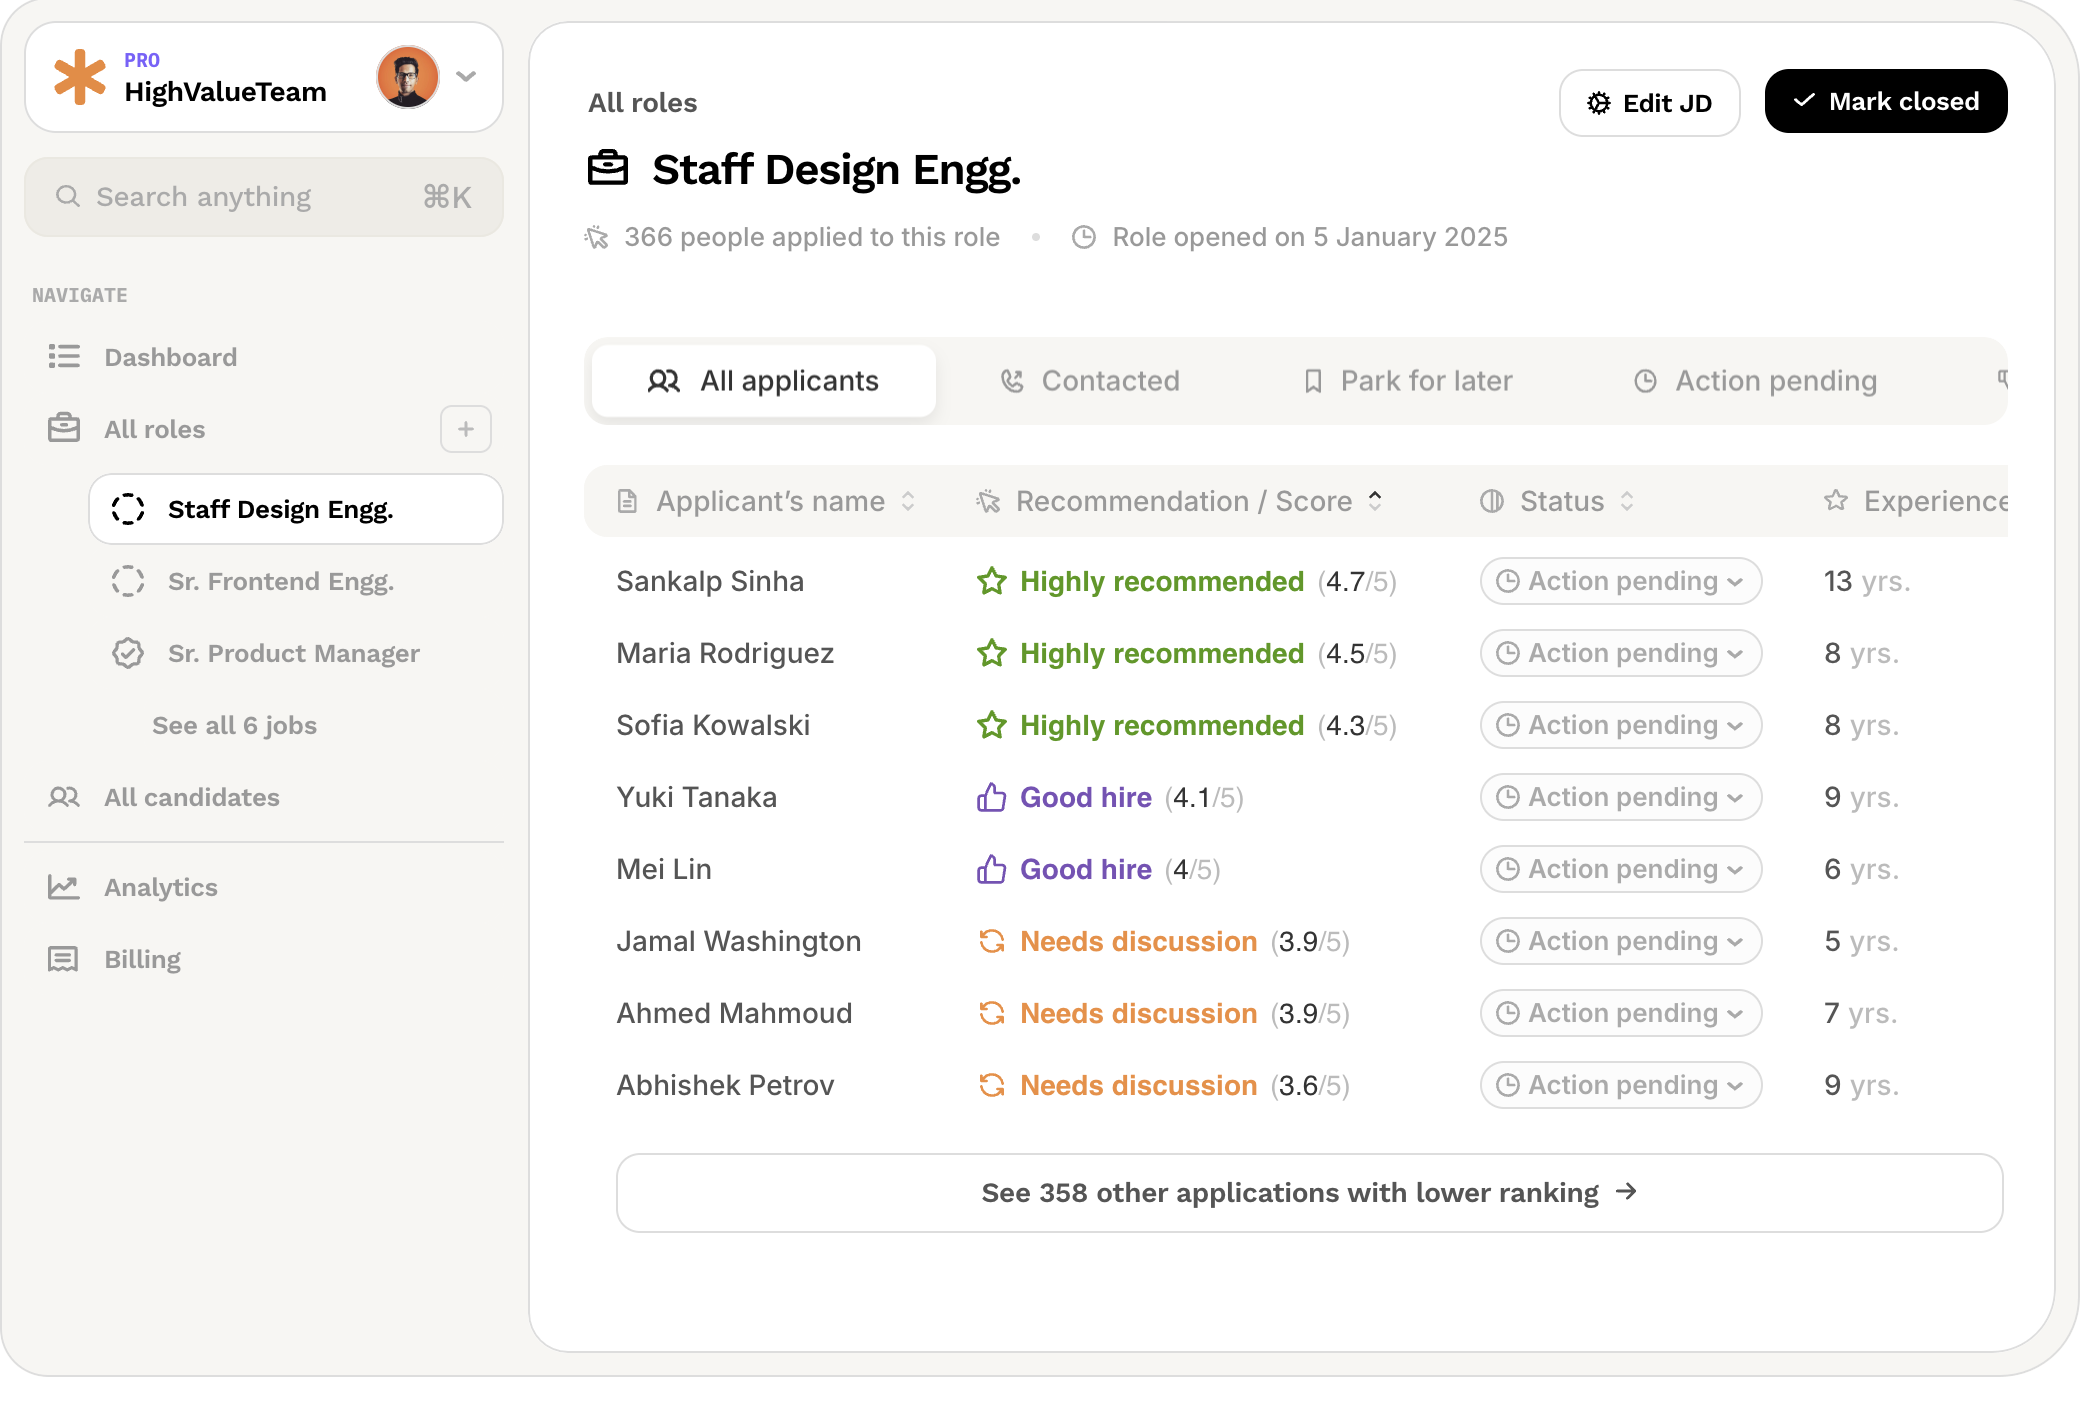 PRO
HighValueTeam
Search anything ⌘K
NAVIGATE
Dashboard
All roles
Staff Design Engg.
Sr. Frontend Engg.
Sr. Product Manager
See all 6 jobs
All candidates
Analytics
Billing
All roles
Edit JD
Mark closed
Staff Design Engg.
366 people applied to this role • Role opened on 5 January 2025
All applicants Contacted Park for later Action pending
Applicant’s name Recommendation / Score Status Experience
Sankalp Sinha Highly recommended (4.7/5) Action pending 13 yrs.
Maria Rodriguez Highly recommended (4.5/5) Action pending 8 yrs.
Sofia Kowalski Highly recommended (4.3/5) Action pending 8 yrs.
Yuki Tanaka Good hire (4.1/5) Action pending 9 yrs.
Mei Lin Good hire (4/5) Action pending 6 yrs.
Jamal Washington Needs discussion (3.9/5) Action pending 5 yrs.
Ahmed Mahmoud Needs discussion (3.9/5) Action pending 7 yrs.
Abhishek Petrov Needs discussion (3.6/5) Action pending 9 yrs.
See 358 other applications with lower ranking →